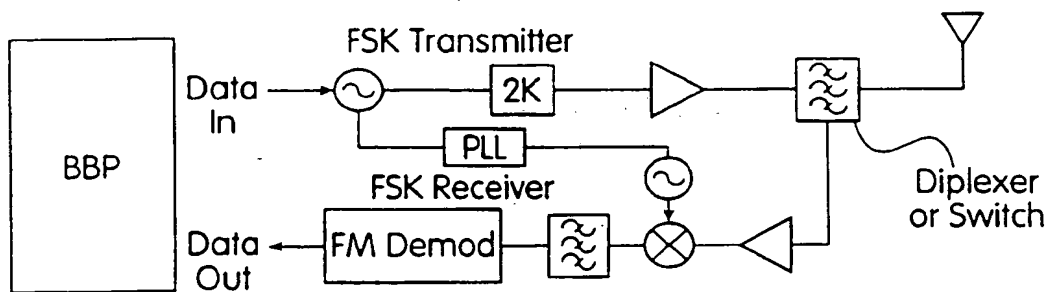 FSK Transmitter
Data
In
2K
BBP
PLL
FSK Receiver
Diplexer
or Switch
Data
Out
FM Demod